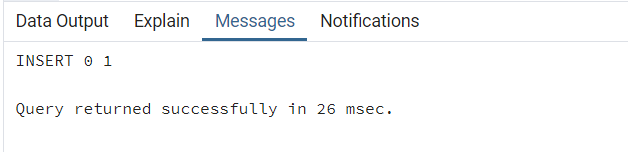 Data Output Explain Messages Notifications
INSERT 0 1
Query returned successfully in 26 msec.